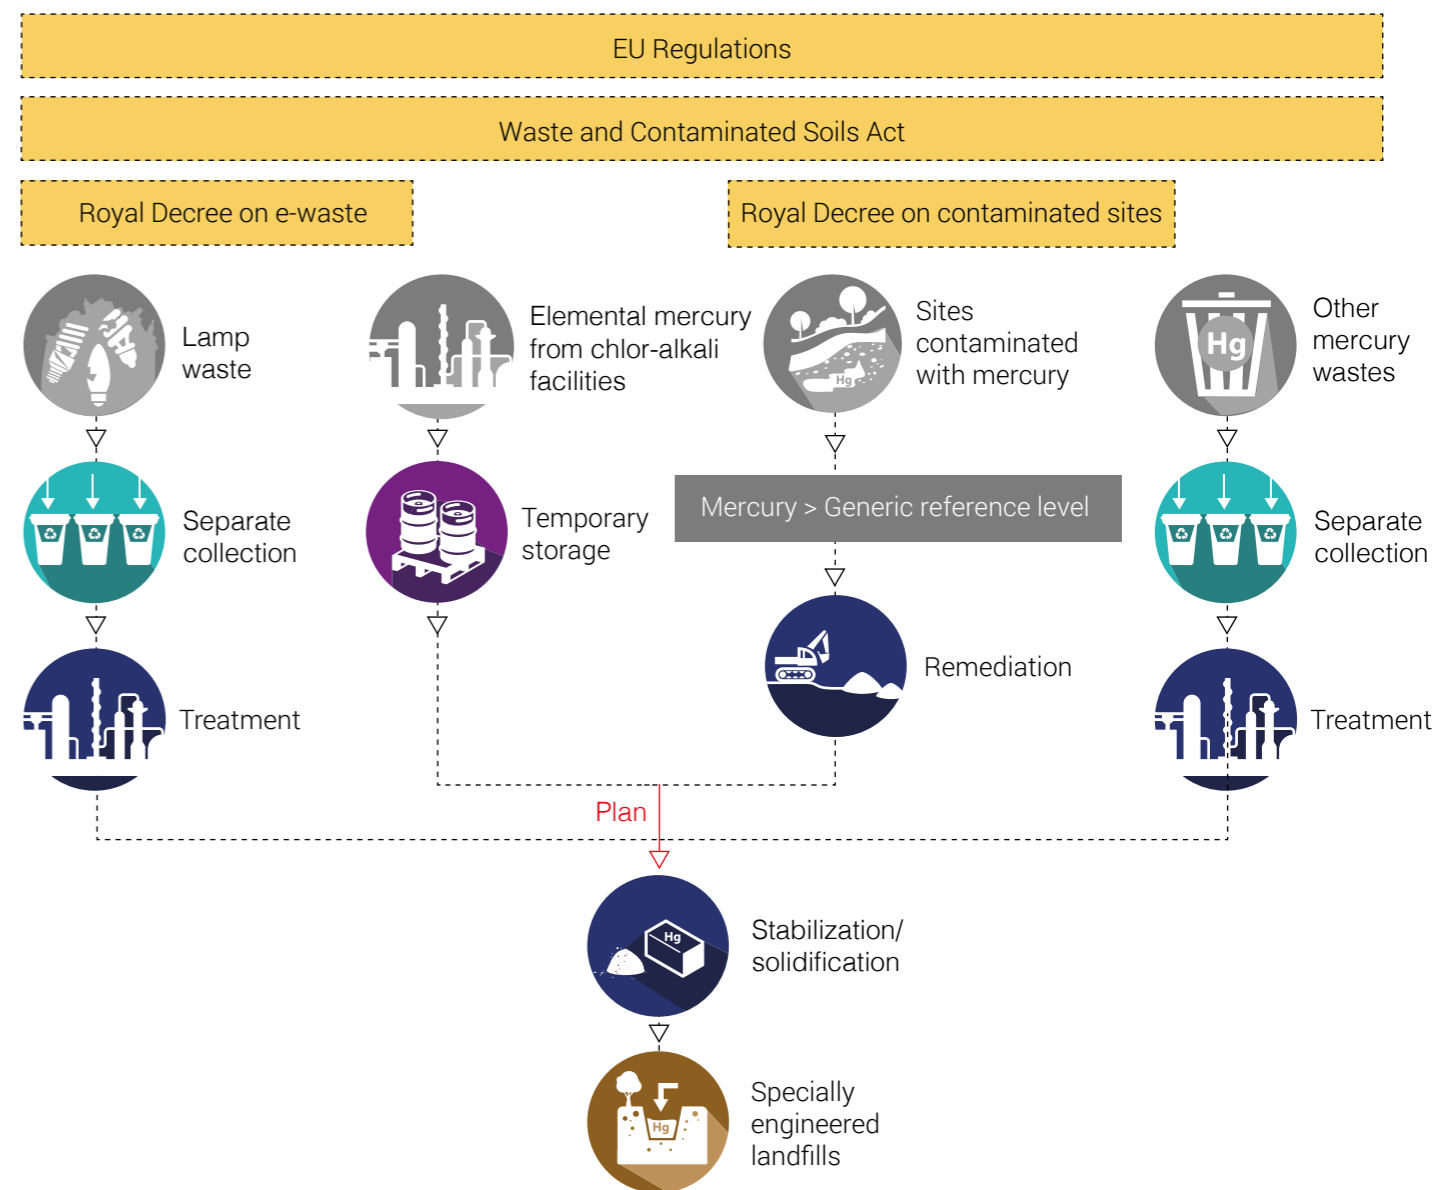 EU Regulations
Waste and Contaminated Soils Act
Royal Decree on e-waste
Royal Decree on contaminated sites
Lamp
waste
Elemental mercury
from chlor-alkali
facilities
Hg
Sites
contaminated
with mercury
Hg
Other
mercury
wastes
Separate
collection
Temporary
storage
Mercury > Generic reference level
Separate
collection
Treatment
Remediation
Treatment
Plan
Hg
Stabilization/
solidification
Hg
Specially
engineered
landfills